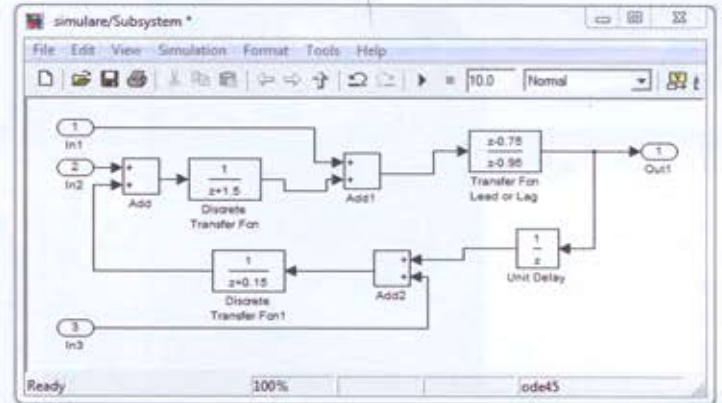 simulare/Subsystem *
File Edit View Simulation Format Tools Help
10.0 Normal
1
In1
2
In2
Add
1
z+1.5
Discrete
Transfer Fcn
Add1
z-0.75
z-0.95
Transfer Fcn
Lead or Lag
1
Out1
1
z+0.15
Discrete
Transfer Fcn1
Add2
1
z
Unit Delay
3
In3
Ready 100% ode45